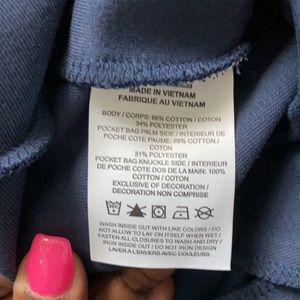 MADE IN VIETNAM
FABRIQUE AU VIETNAM
BODY / CORPS: 66% COTTON / COTON
34% POLYESTER
POCKET BAG PALM SIDE / INTERIEUR DE
POCHE COTE PAUME: 69% COTTON /
COTON
31% POLYESTER
POCKET BAG KNUCKLE SIDE / INTERIEUR
DE POCHE COTE DOS DE LA MAIN: 100%
COTTON / COTON
EXCLUSIVE OF DECORATION /
DECORATION NON COMPRISE
WASH INSIDE OUT WITH LIKE COLORS / DO
NOT ALLOW TO LAY ON ITSELF WHEN WET /
FASTEN ALL CLOSURES TO WASH AND DRY /
IRON INSIDE OUT / DO NOT IRON DESIGN
LAVER A L'ENVERS AVEC COULEURS